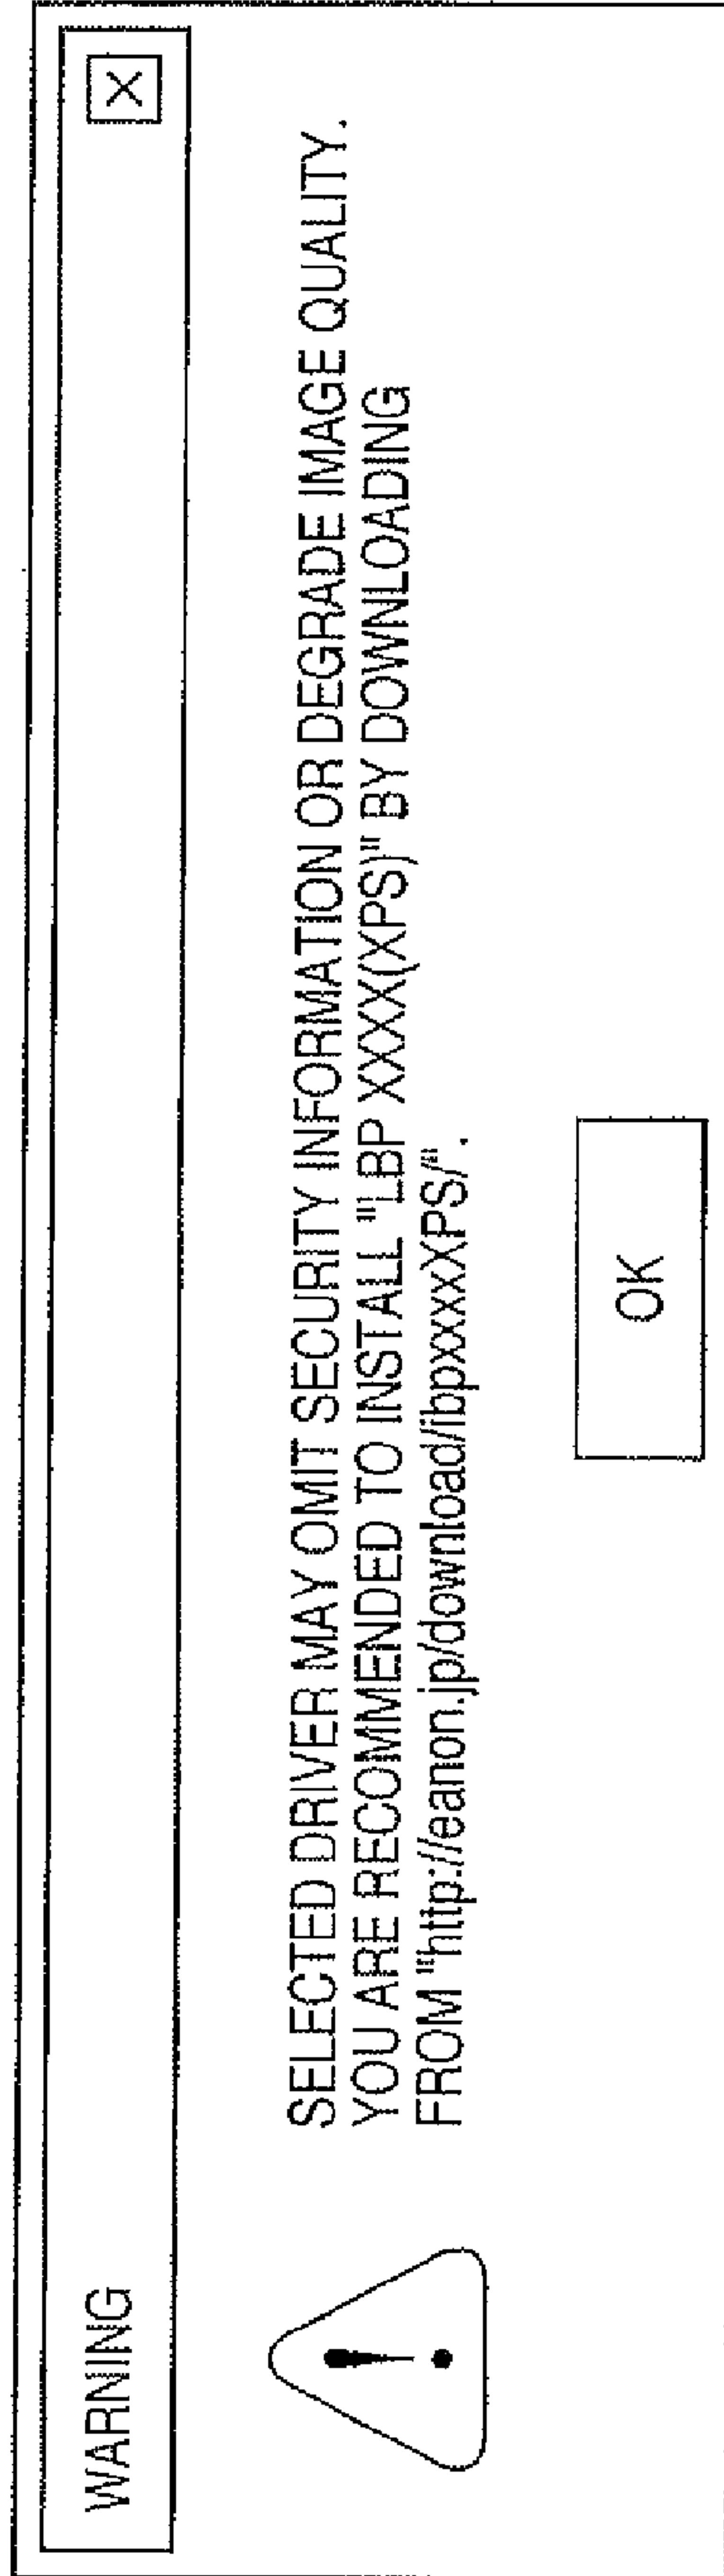 WARNING
X
SELECTED DRIVER MAY OMIT SECURITY INFORMATION OR DEGRADE IMAGE QUALITY.
YOU ARE RECOMMENDED TO INSTALL "LBP XXXX(XPS)" BY DOWNLOADING
FROM "http://eanon.jp/download/ibpxxxxXPS/".
OK